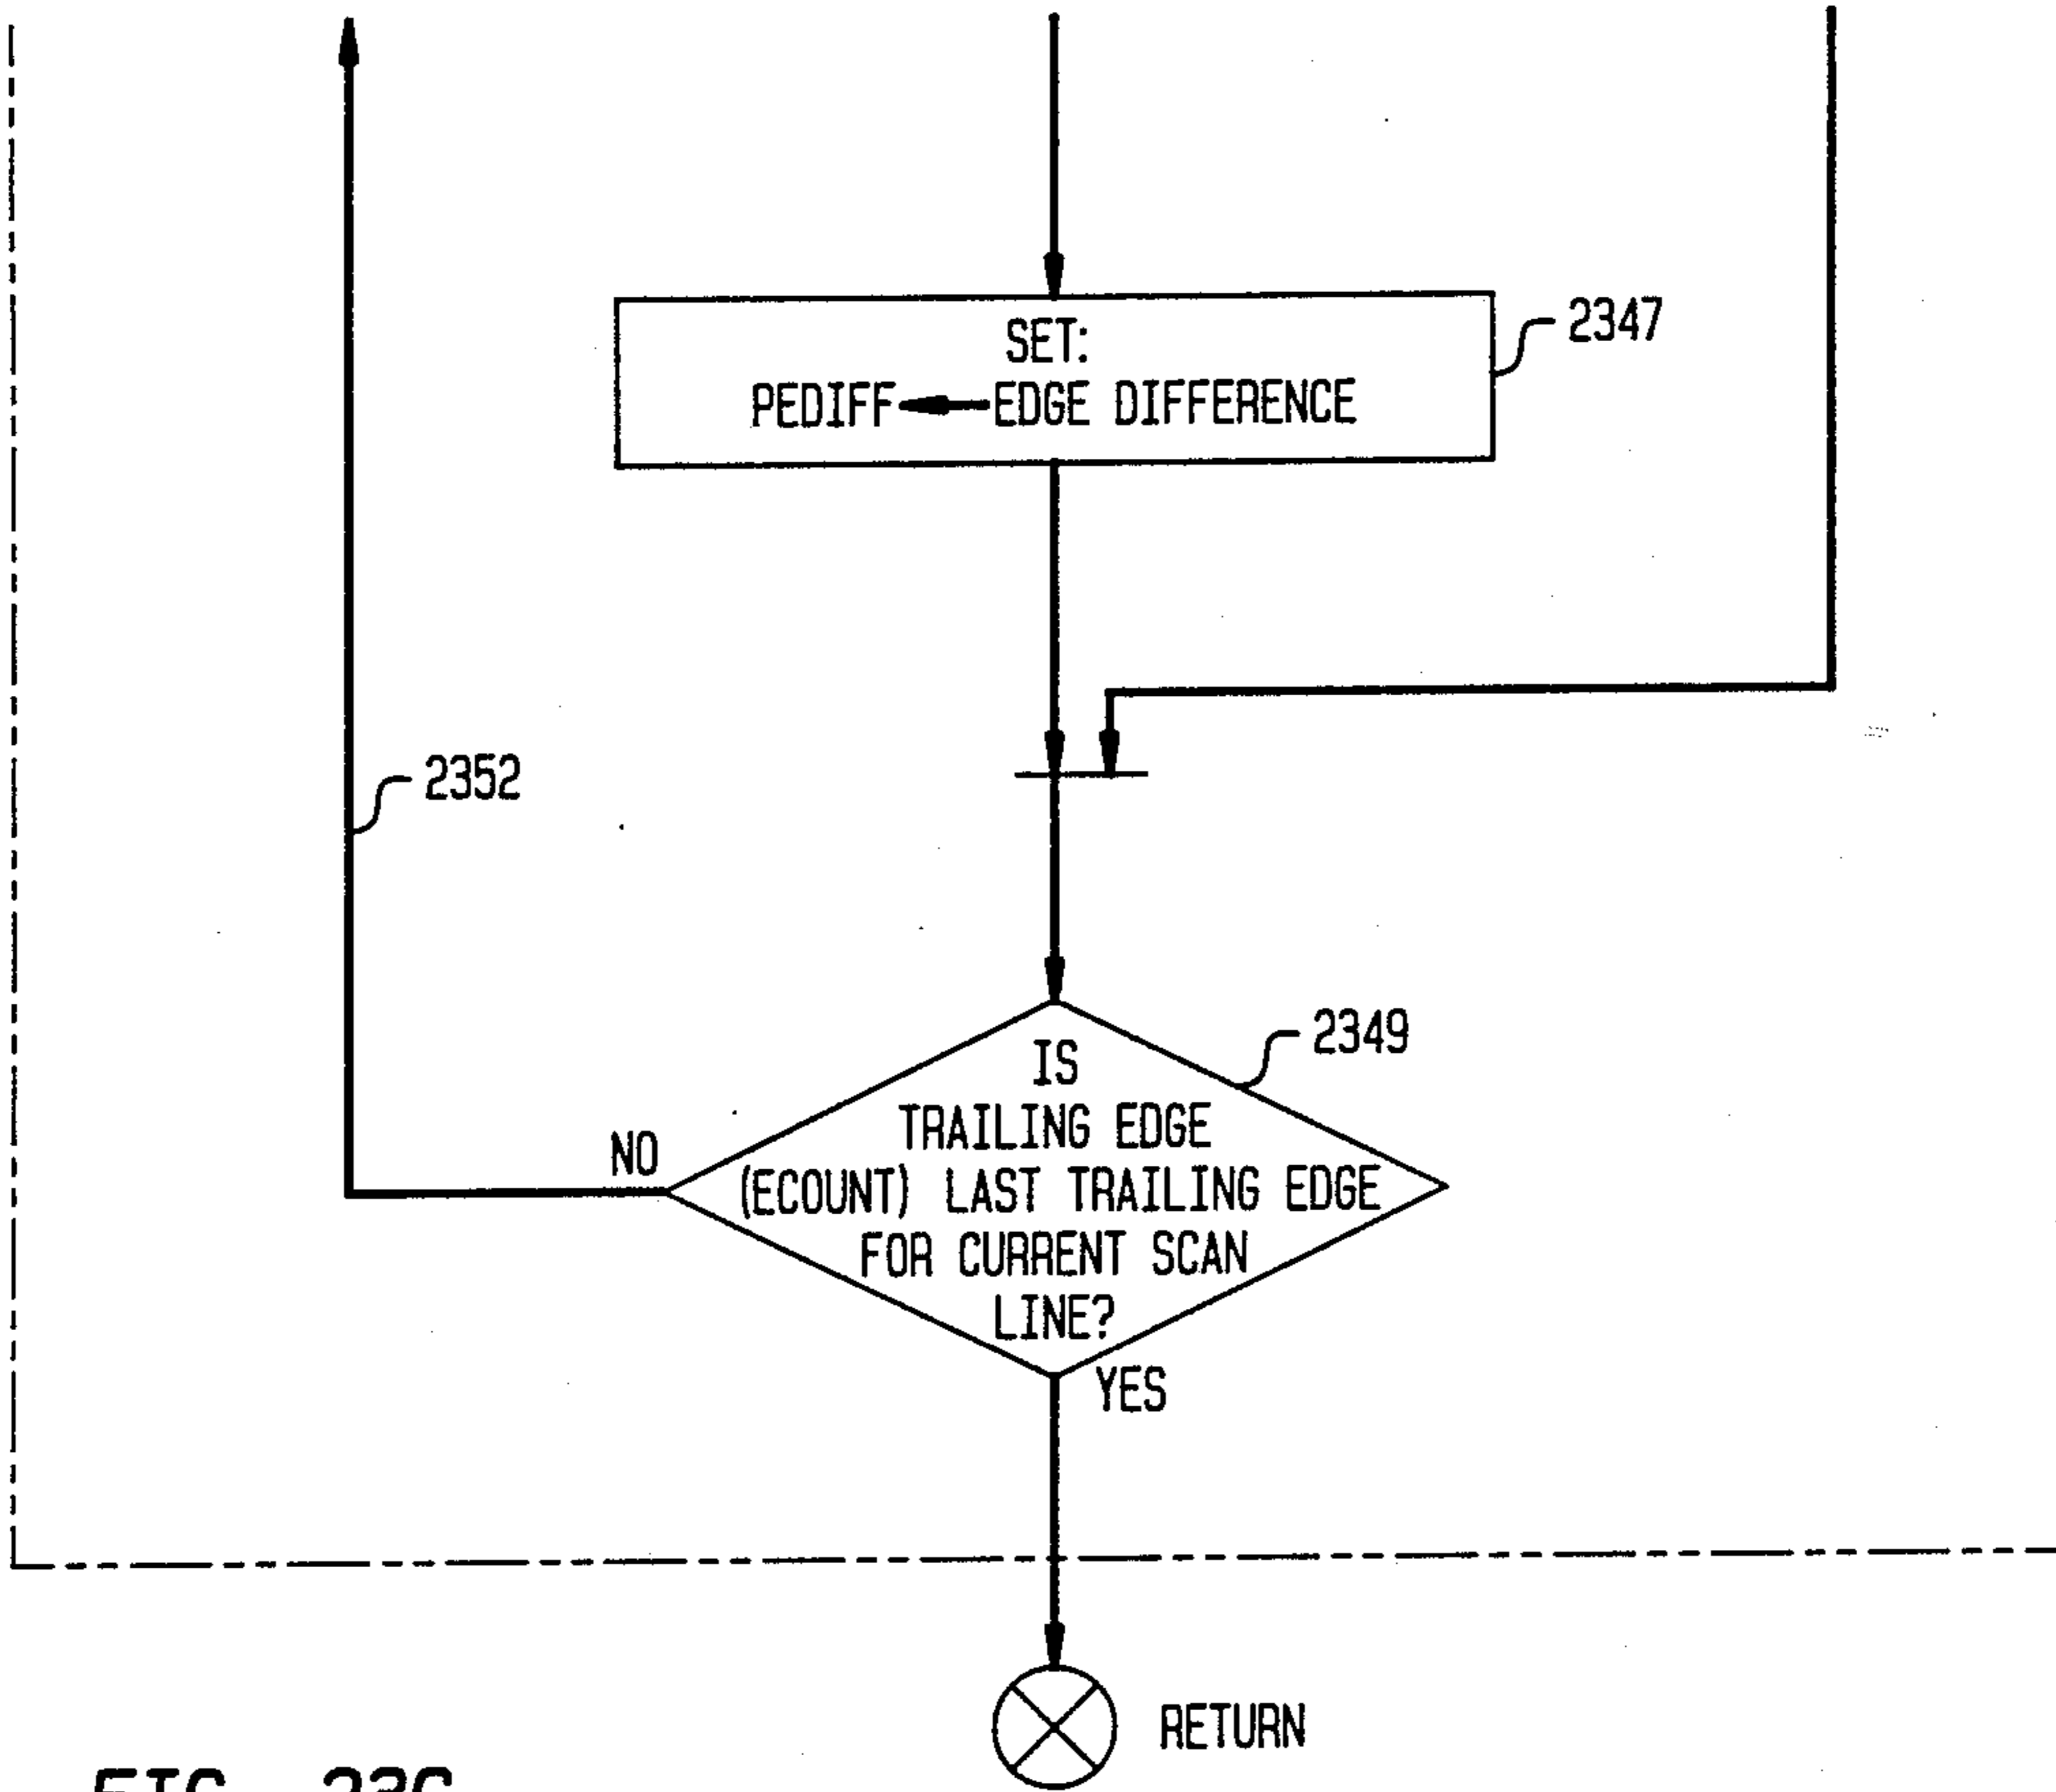 SET:
PEDIFF ← EDGE DIFFERENCE
2347
2352
2349
IS
TRAILING EDGE
(ECOUNT) LAST TRAILING EDGE
FOR CURRENT SCAN
LINE?
NO
YES
RETURN